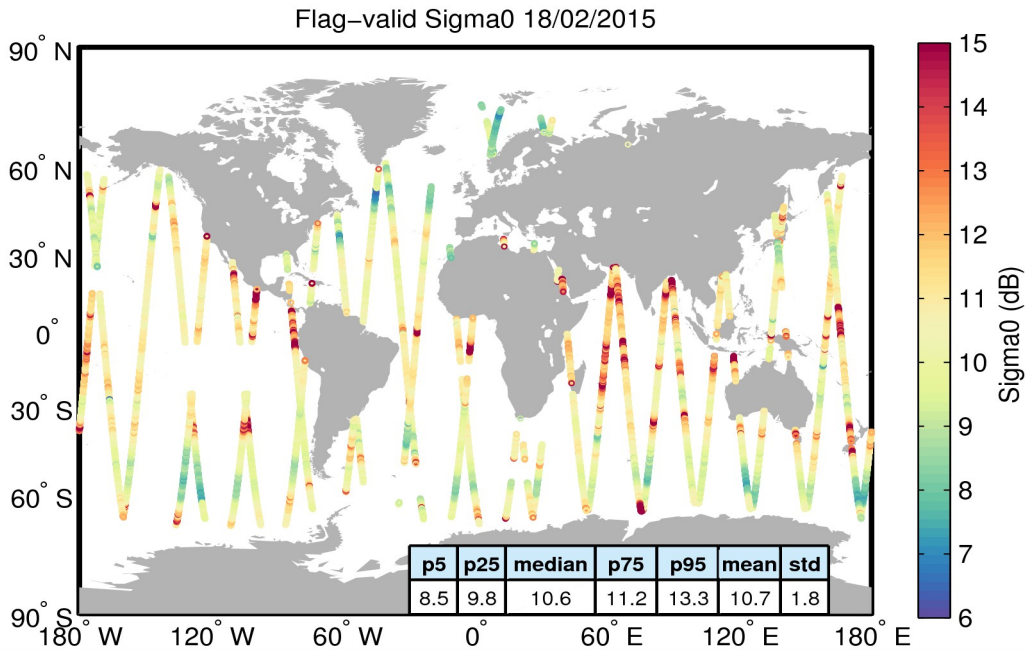 Flag−valid Sigma0 18/02/2015
90° N
60° N
30° N
0°
30° S
60° S
90° S
180° W
120° W
60° W
0°
60° E
120° E
180° E
p5 p25 median p75 p95 mean std
8.5 9.8 10.6 11.2 13.3 10.7 1.8
15
14
13
12
11
10
9
8
7
6
Sigma0 (dB)